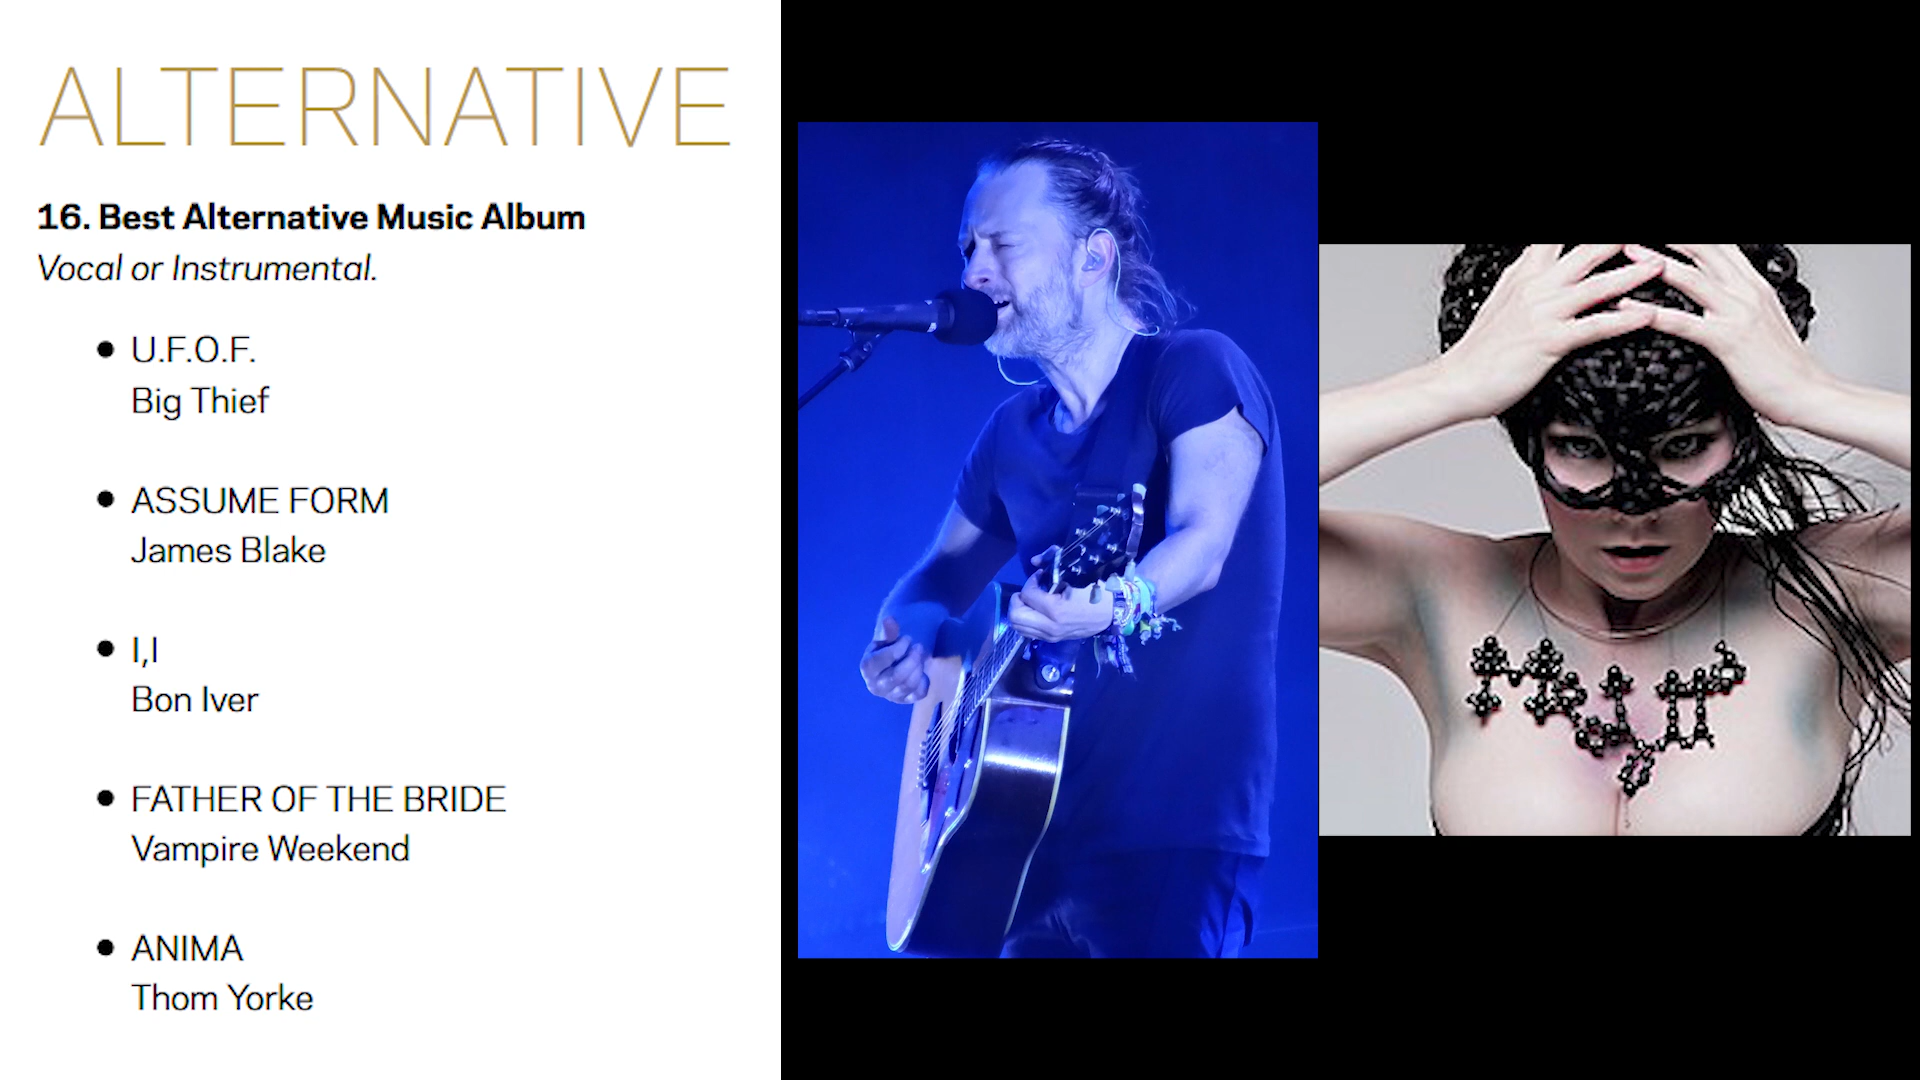 ALTERNATIVE
16. Best Alternative Music Album
Vocal or Instrumental.
U.F.O.F.
Big Thief
ASSUME FORM
James Blake
I,I
Bon Iver
FATHER OF THE BRIDE
Vampire Weekend
ANIMA
Thom Yorke